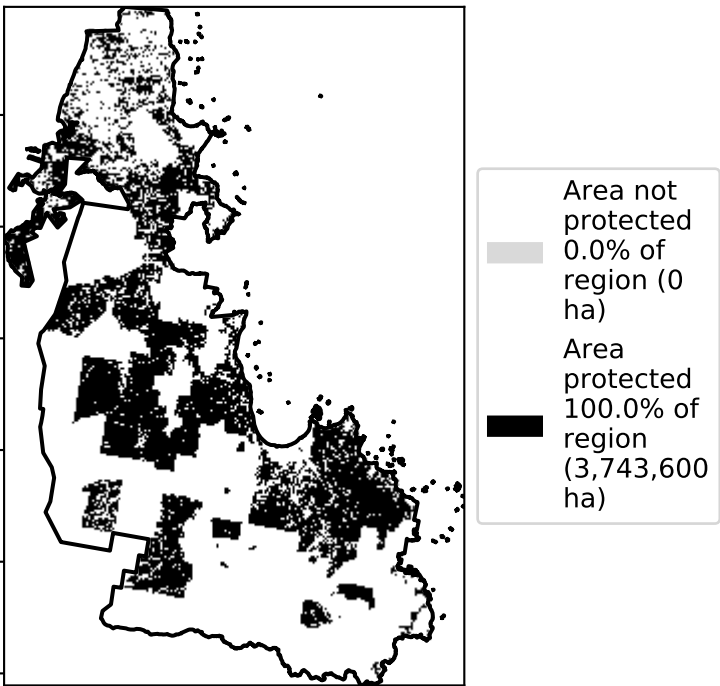 Area not
protected
0.0% of
region (0
ha)
Area
protected
100.0% of
region
(3,743,600
ha)